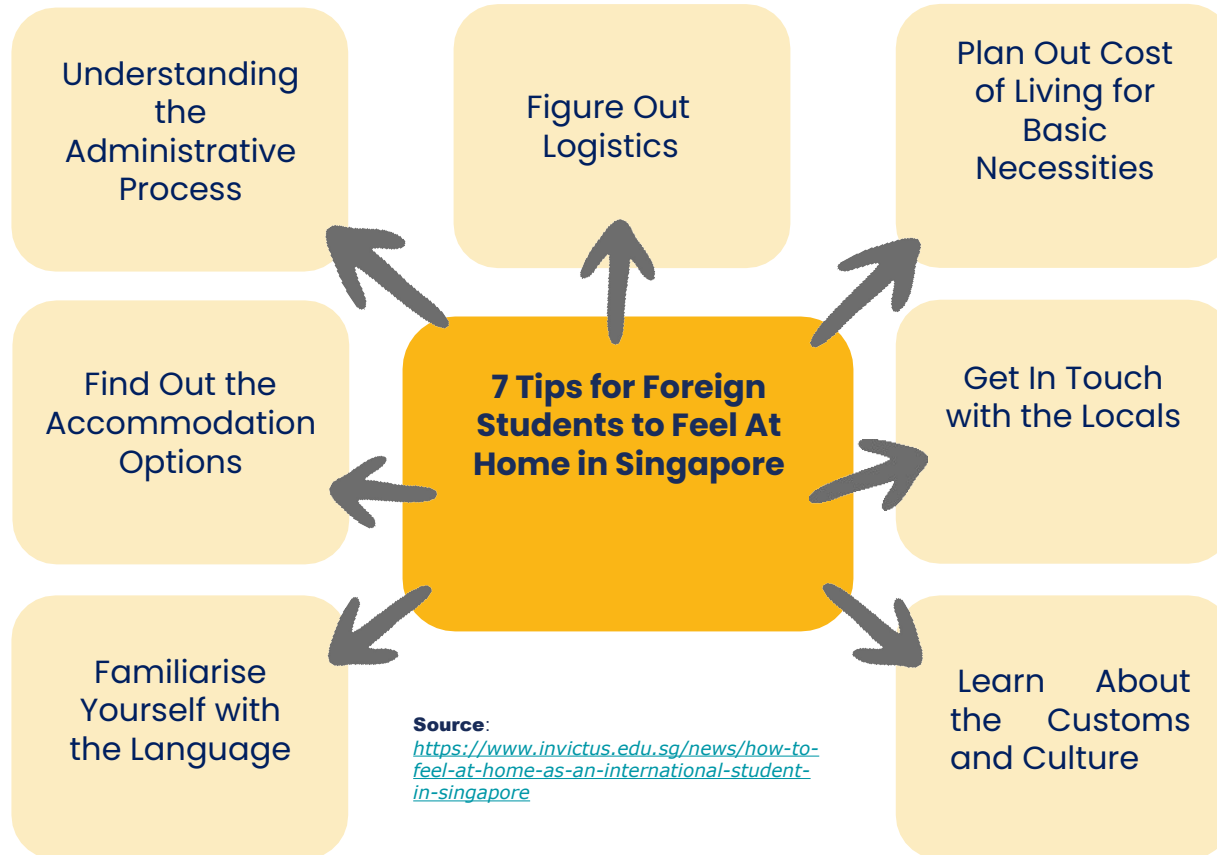 Understanding
the
Administrative
Process
Figure Out
Logistics
Plan Out Cost
of Living for
Basic
Necessities
Find Out the
Accommodation
Options
7 Tips for Foreign
Students to Feel At
Home in Singapore
Get In Touch
with the Locals
Familiarise
Yourself with
the Language
Source:
https://www.invictus.edu.sg/news/how-to-
feel-at-home-as-an-international-student-
in-singapore
Learn About
the Customs
and Culture